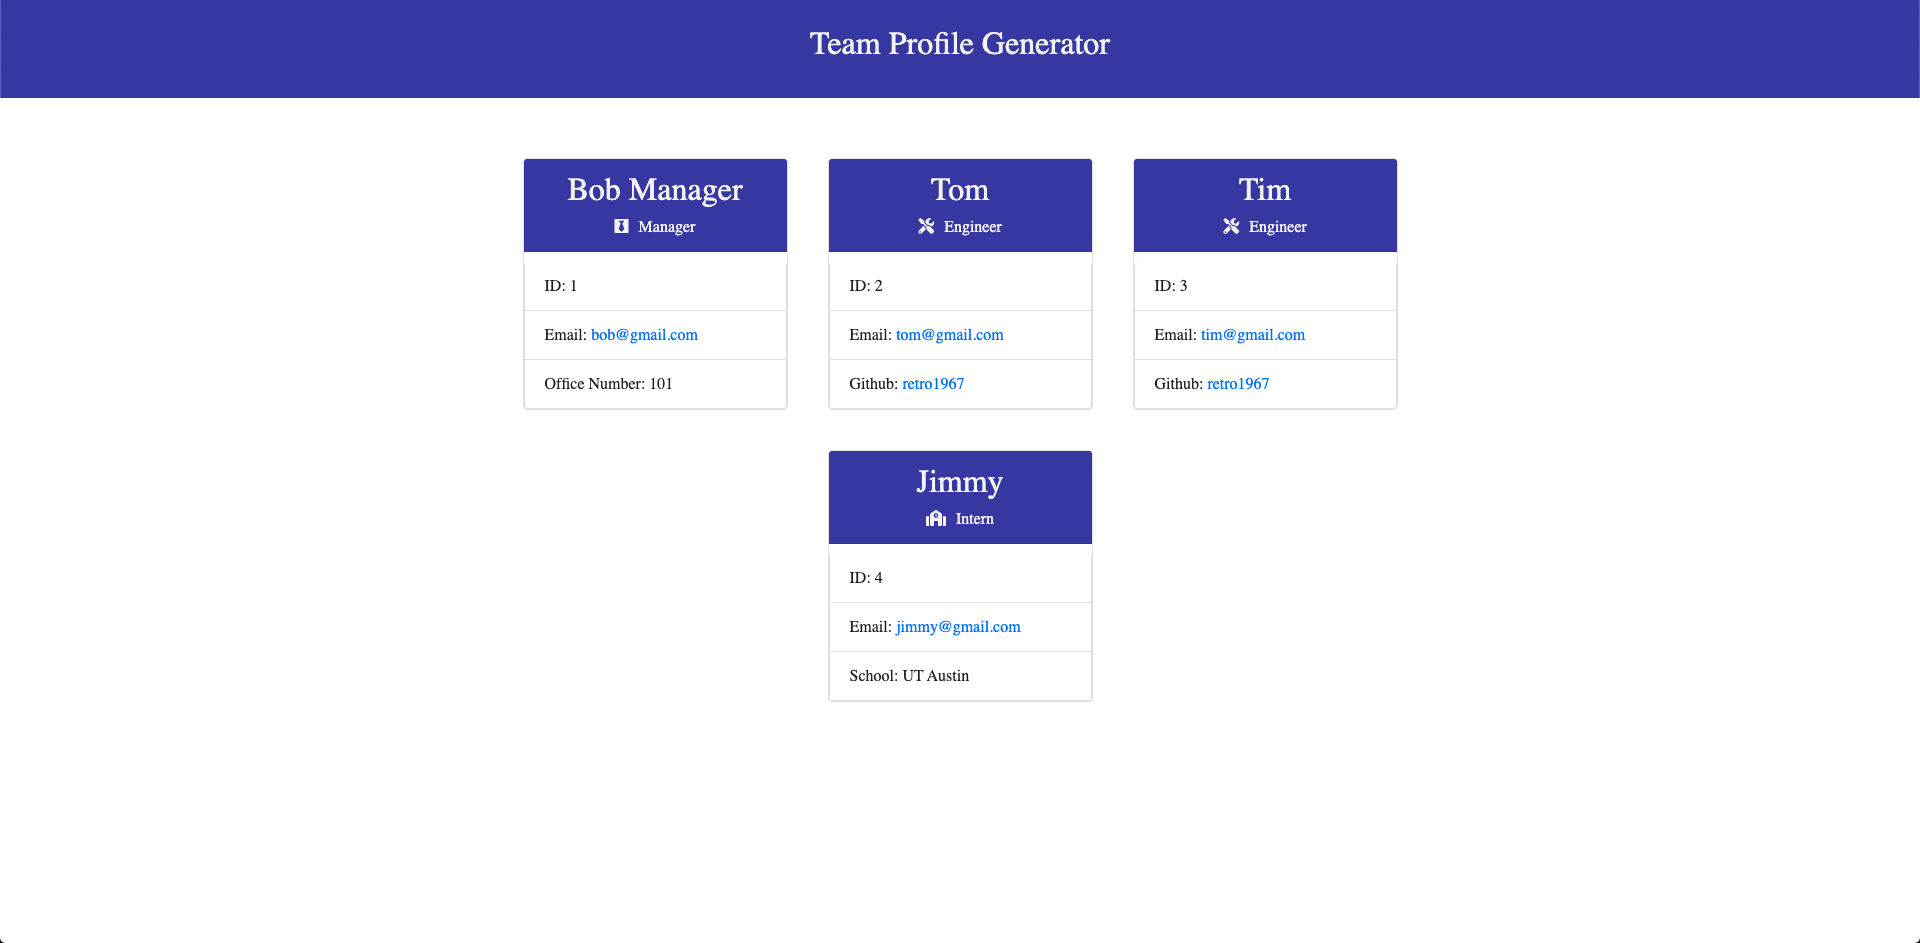 Team Profile Generator
Bob Manager
Manager
ID: 1
Email: bob@gmail.com
Office Number: 101
Tom
Engineer
ID: 2
Email: tom@gmail.com
Github: retro1967
Tim
Engineer
ID: 3
Email: tim@gmail.com
Github: retro1967
Jimmy
Intern
ID: 4
Email: jimmy@gmail.com
School: UT Austin